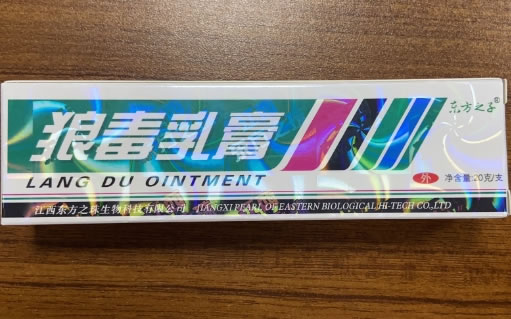 狼毒乳膏
东方之子®
LANG DU OINTMENT
外
净含量:20克/支
江西东方之珠生物科技有限公司 JIANGXI PEARL OF EASTERN BIOLOGICAL HI-TECH CO.,LTD